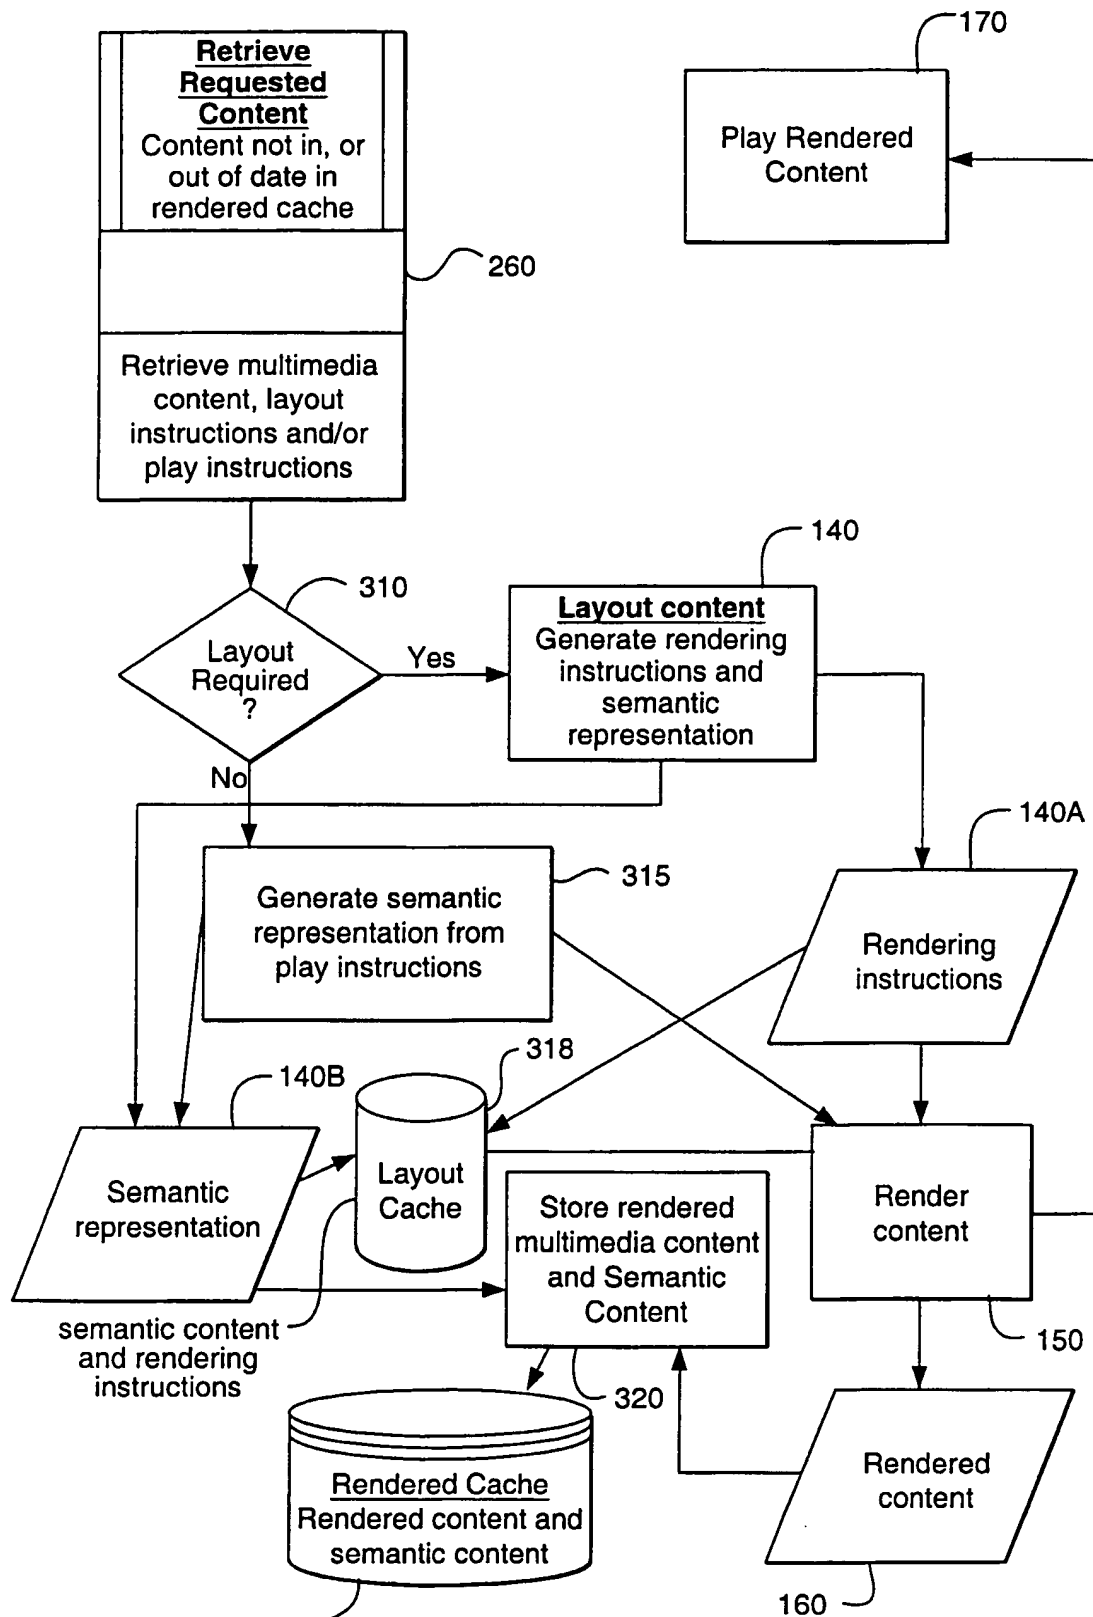 Retrieve
Requested
Content
Content not in, or
out of date in
rendered cache
260
Retrieve multimedia
content, layout
instructions and/or
play instructions
170
Play Rendered
Content
310
Layout
Required
?
Yes
No
140
Layout content
Generate rendering
instructions and
semantic
representation
140A
Rendering
instructions
315
Generate semantic
representation from
play instructions
318
Layout
Cache
140B
Semantic
representation
semantic content
and rendering
instructions
Store rendered
multimedia content
and Semantic
Content
320
Render
content
150
Rendered Cache
Rendered content and
semantic content
Rendered
content
160